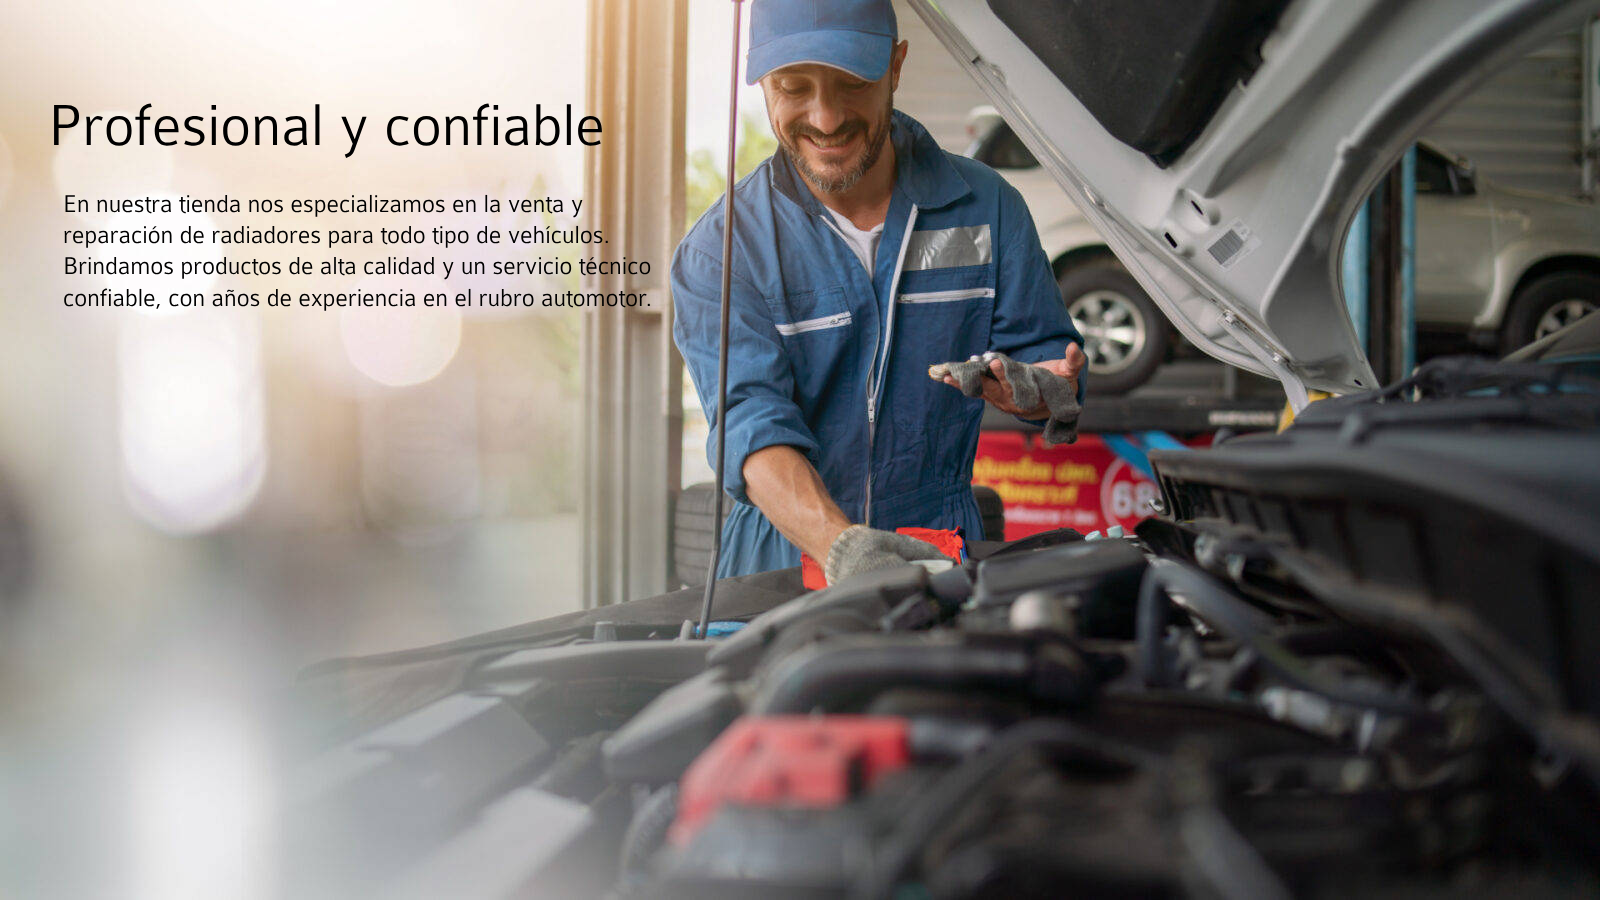 Profesional y confiable
En nuestra tienda nos especializamos en la venta y
reparación de radiadores para todo tipo de vehículos.
Brindamos productos de alta calidad y un servicio técnico
confiable, con años de experiencia en el rubro automotor.
68